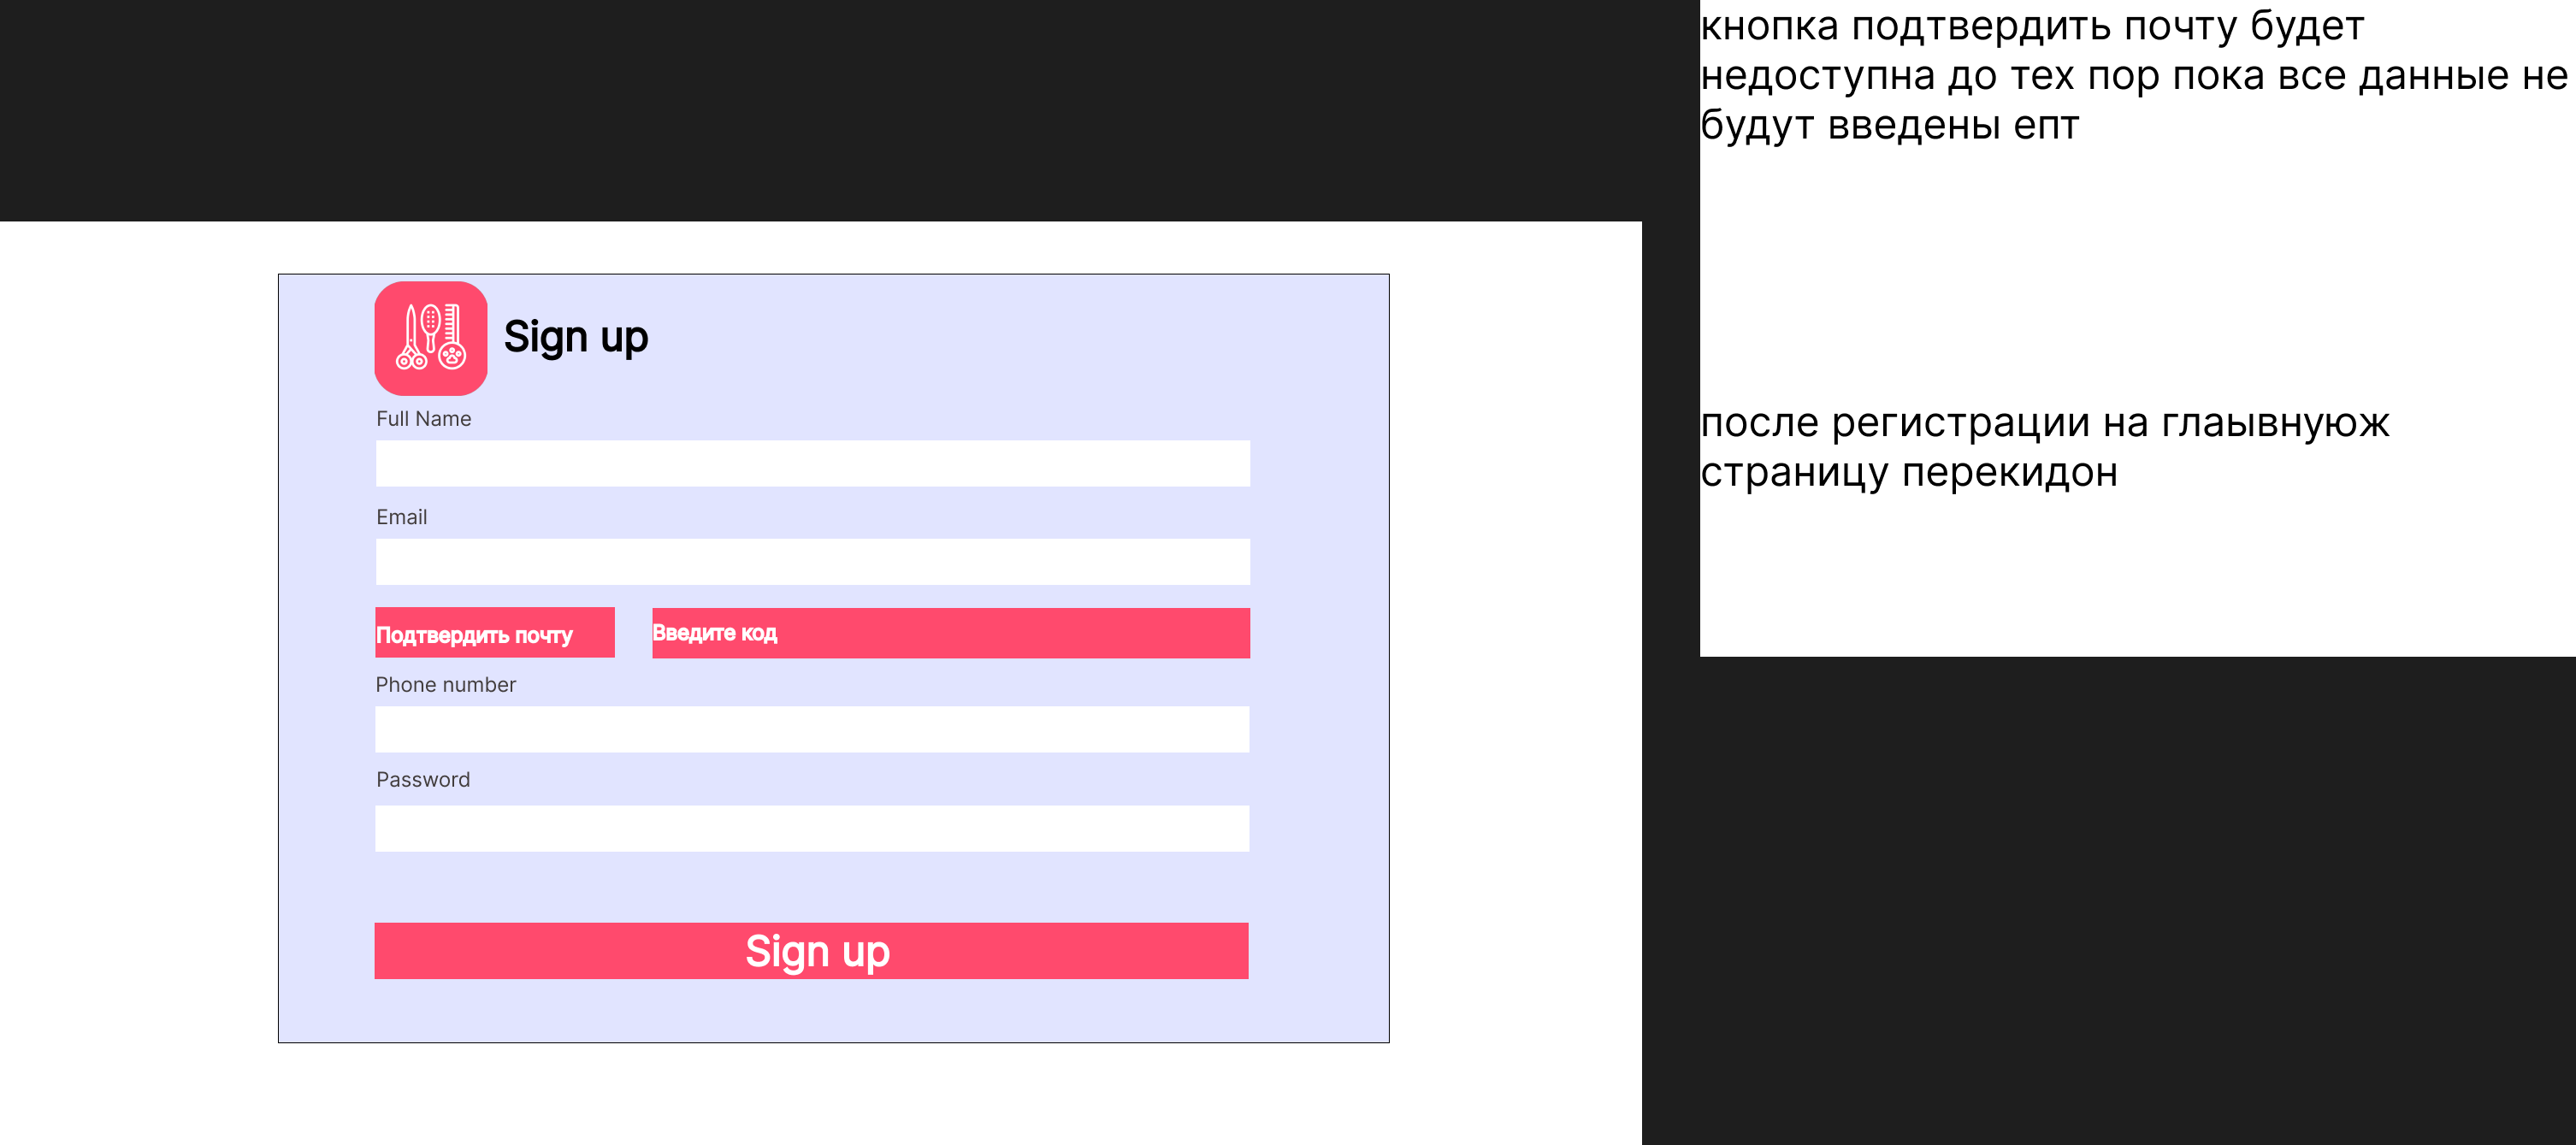 кнопка подтвердить почту будет
недоступна до тех пор пока все данные не
будут введены епт
после регистрации на глаывнуюж
страницу перекидон
Sign up
Full Name
Email
Подтвердить почту
Введите код
Phone number
Password
Sign up